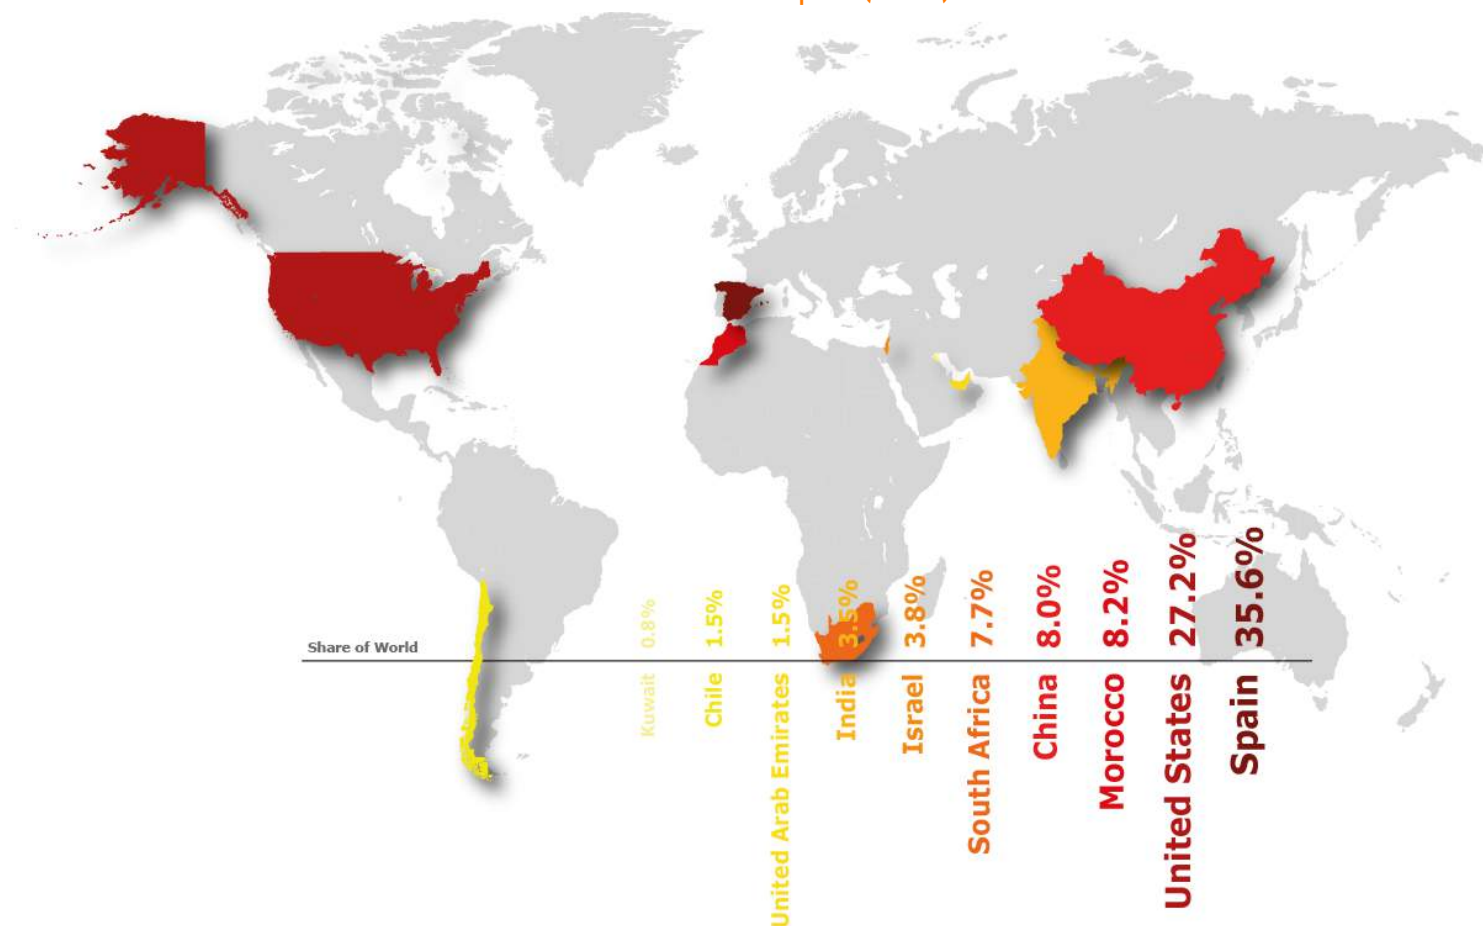 Share of World
Kuwait 0.8%
Chile 1.5%
United Arab Emirates 1.5%
India 3.5%
Israel 3.8%
South Africa 7.7%
China 8.0%
Morocco 8.2%
United States 27.2%
Spain 35.6%